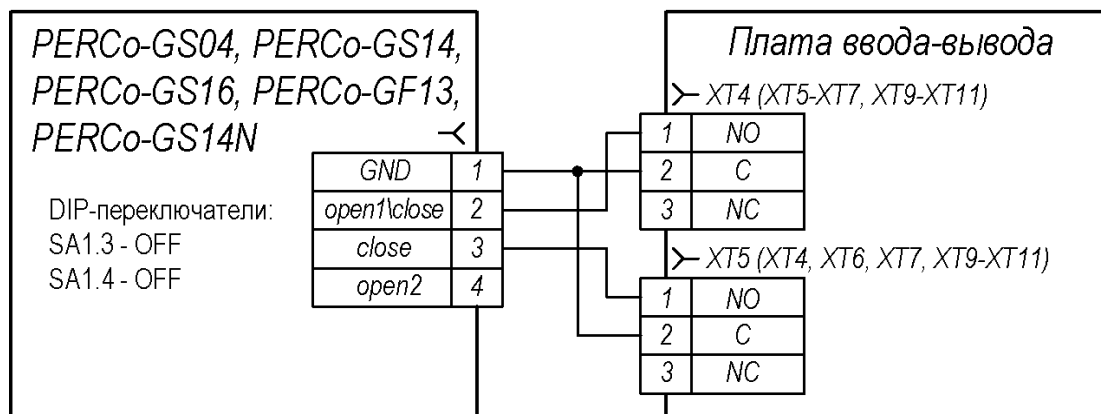 PERCo-GS04, PERCo-GS14,
PERCo-GS16, PERCo-GF13,
PERCo-GS14N
DIP-переключатели:
SA1.3 - OFF
SA1.4 - OFF
GND 1
open1\close 2
close 3
open2 4
Плата ввода-вывода
XT4 (XT5-XT7, XT9-XT11)
1 NO
2 C
3 NC
XT5 (XT4, XT6, XT7, XT9-XT11)
1 NO
2 C
3 NC